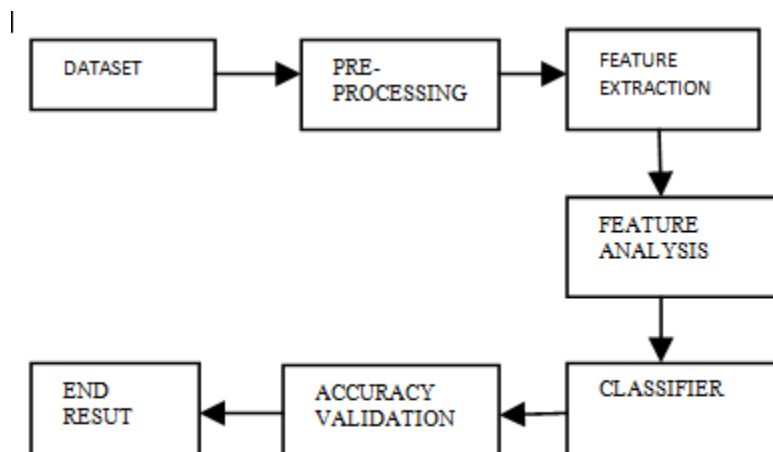 DATASET
PRE-
PROCESSING
FEATURE
EXTRACTION
FEATURE
ANALYSIS
CLASSIFIER
ACCURACY
VALIDATION
END
RESUT